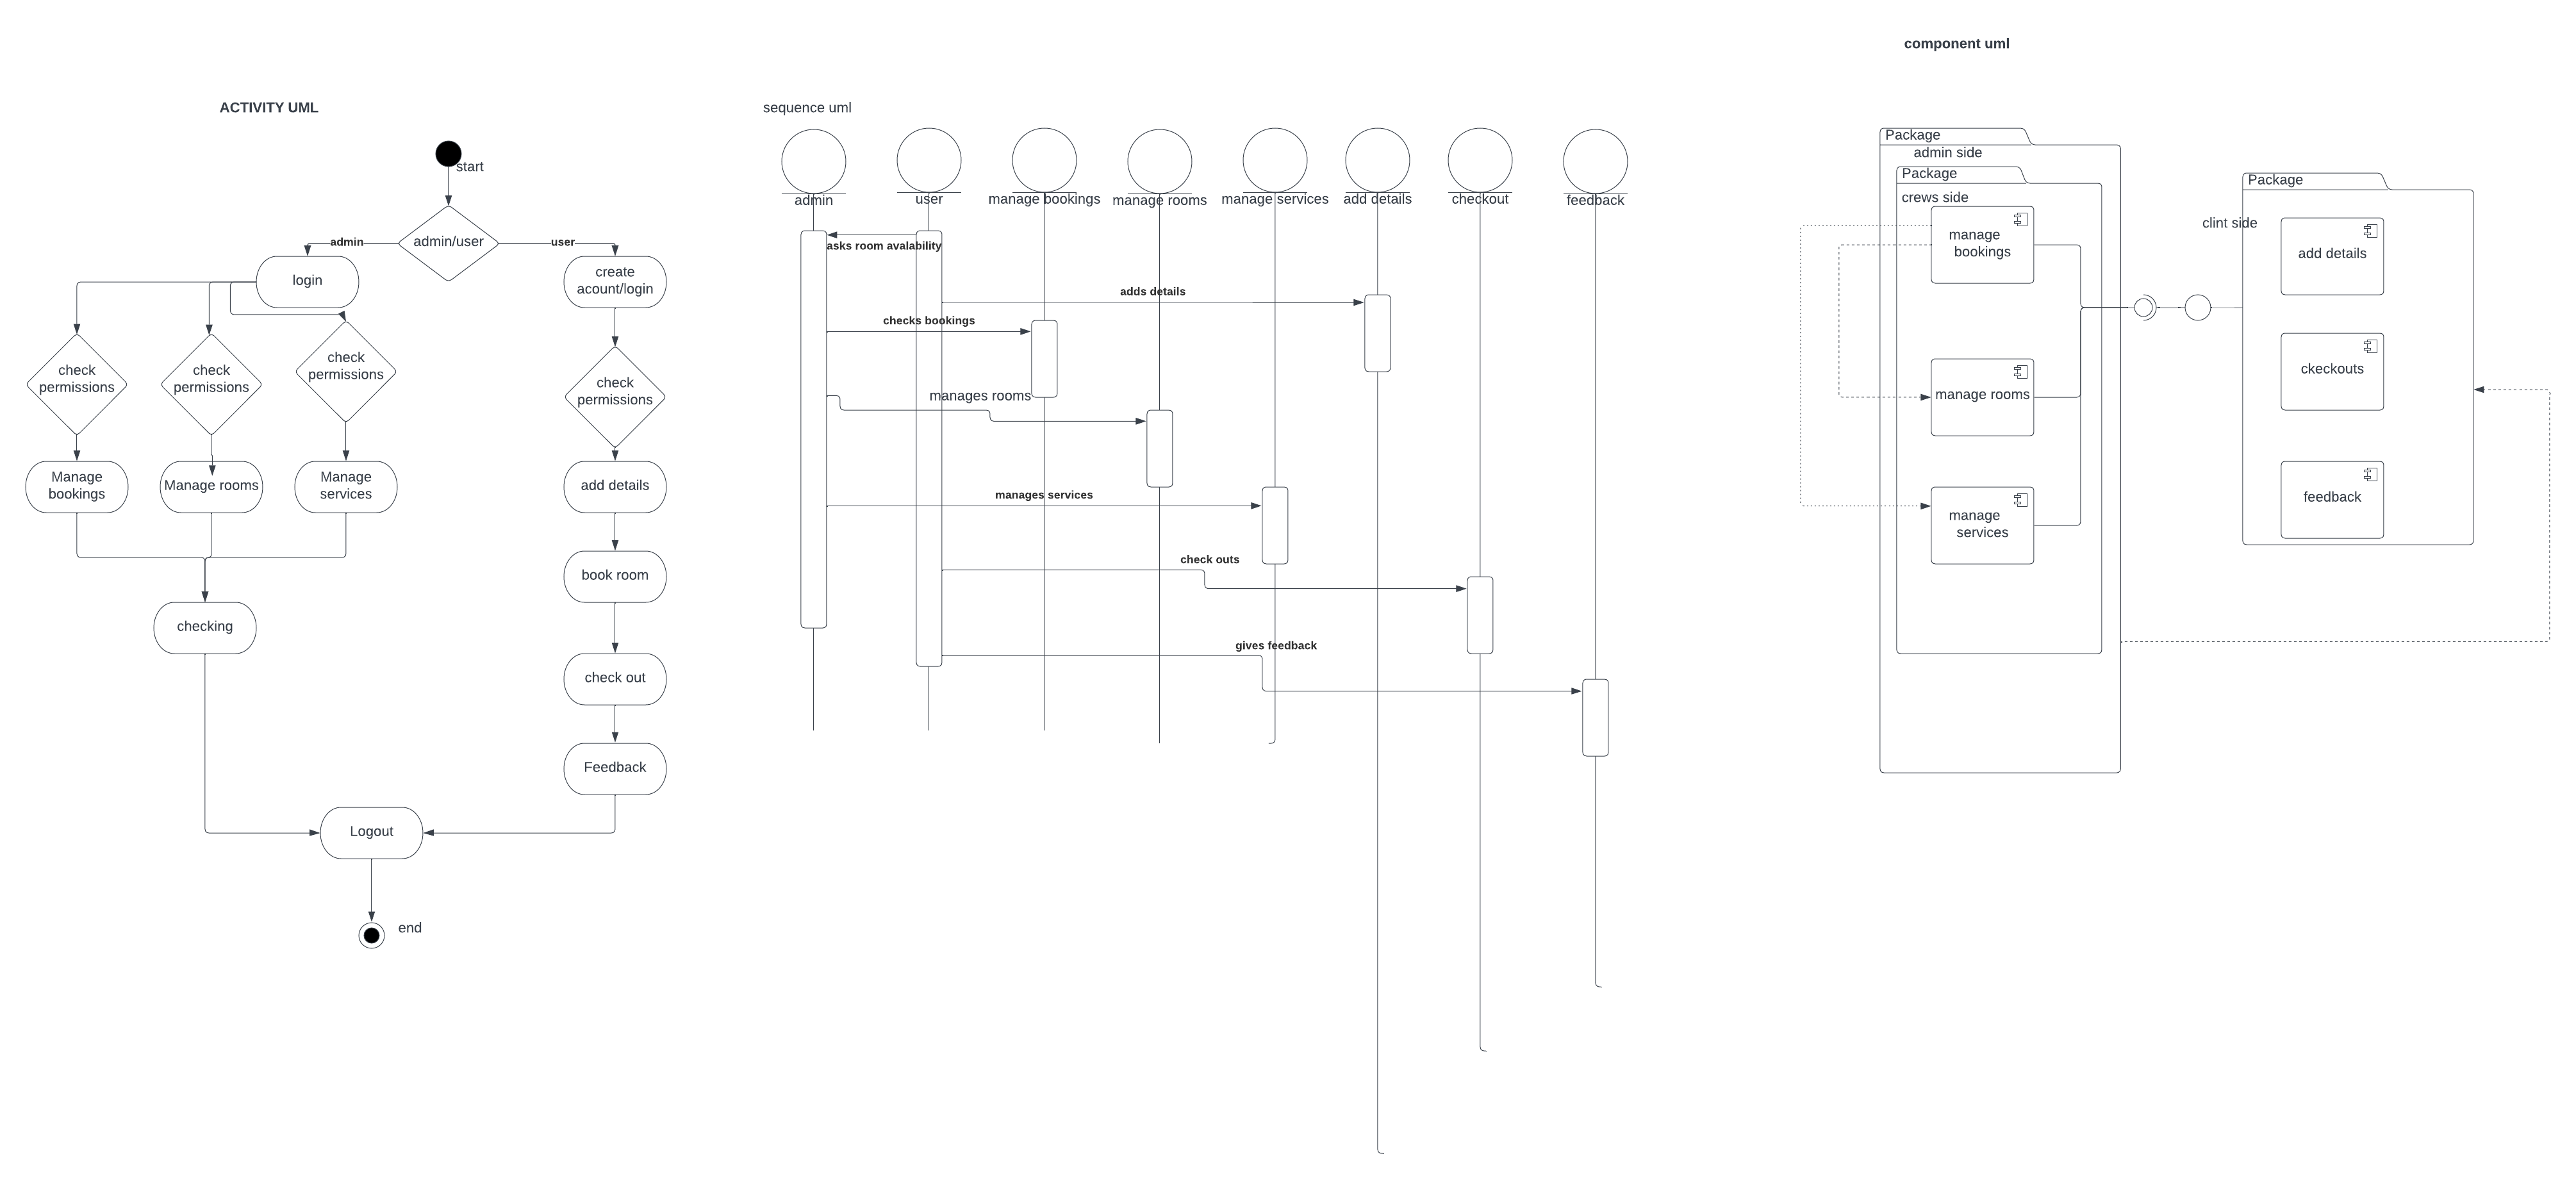 component uml
ACTIVITY UML
start
admin/user
admin
user
login
create
acount/login
check
permissions
check
permissions
check
permissions
check
permissions
Manage
bookings
Manage rooms
Manage
services
add details
book room
checking
check out
Feedback
Logout
end
sequence uml
admin
user
manage bookings
manage rooms
manage services
add details
checkout
feedback
asks room avalability
adds details
checks bookings
manages rooms
manages services
check outs
gives feedback
Package
admin side
Package
crews side
manage
bookings
manage rooms
manage
services
Package
clint side
add details
ckeckouts
feedback